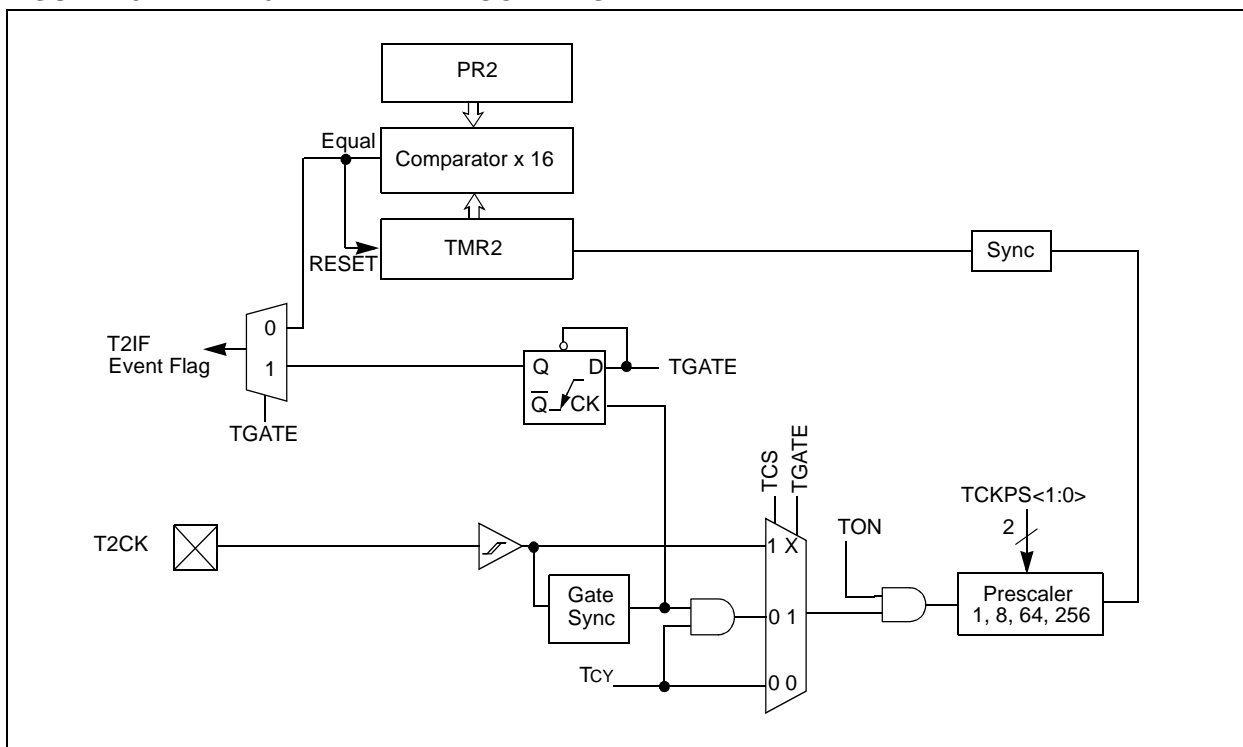 PR2
Equal
Comparator x 16
TMR2
RESET
Sync
0
1
T2IF
Event Flag
TGATE
Q
D
Q̅
CK
TGATE
TCS
TGATE
T2CK
1 X
Gate
Sync
0 1
TCY
0 0
TON
TCKPS<1:0>
2
Prescaler
1, 8, 64, 256